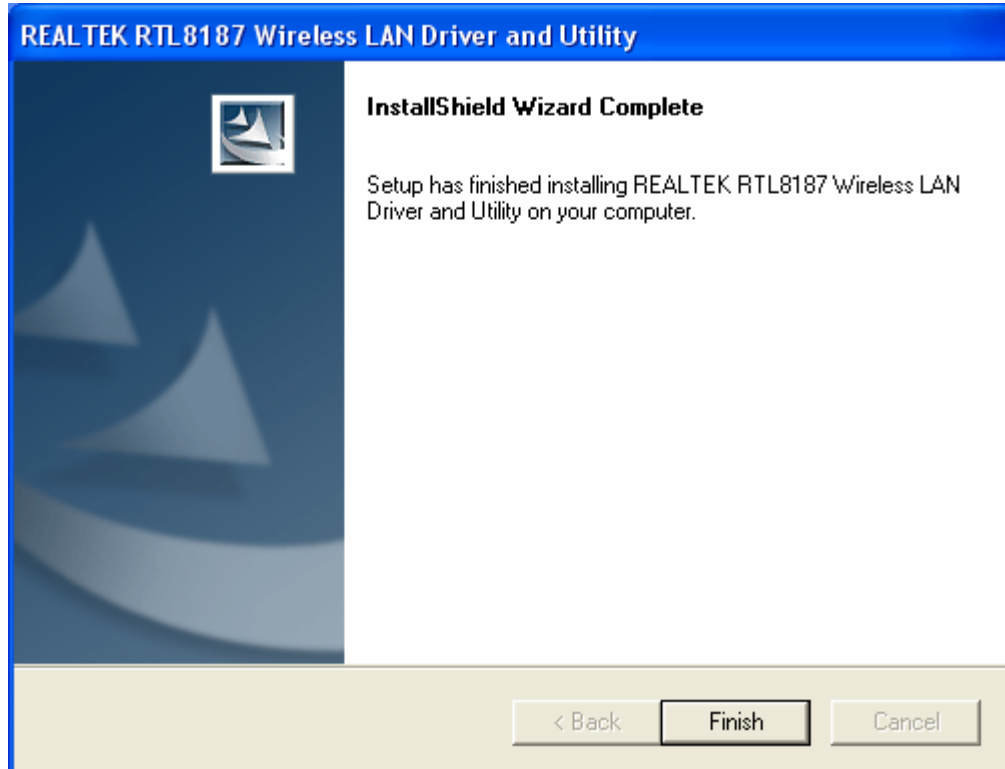 REALTEK RTL8187 Wireless LAN Driver and Utility
InstallShield Wizard Complete
Setup has finished installing REALTEK RTL8187 Wireless LAN
Driver and Utility on your computer.
< Back
Finish
Cancel